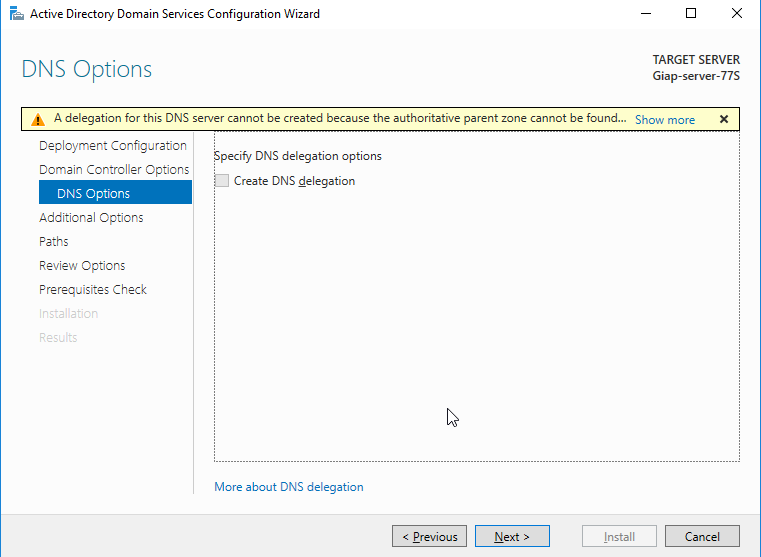 Active Directory Domain Services Configuration Wizard
DNS Options
TARGET SERVER
Giap-server-77S
A delegation for this DNS server cannot be created because the authoritative parent zone cannot be found... Show more
Deployment Configuration
Domain Controller Options
DNS Options
Additional Options
Paths
Review Options
Prerequisites Check
Installation
Results
Specify DNS delegation options
Create DNS delegation
More about DNS delegation
< Previous Next > Install Cancel